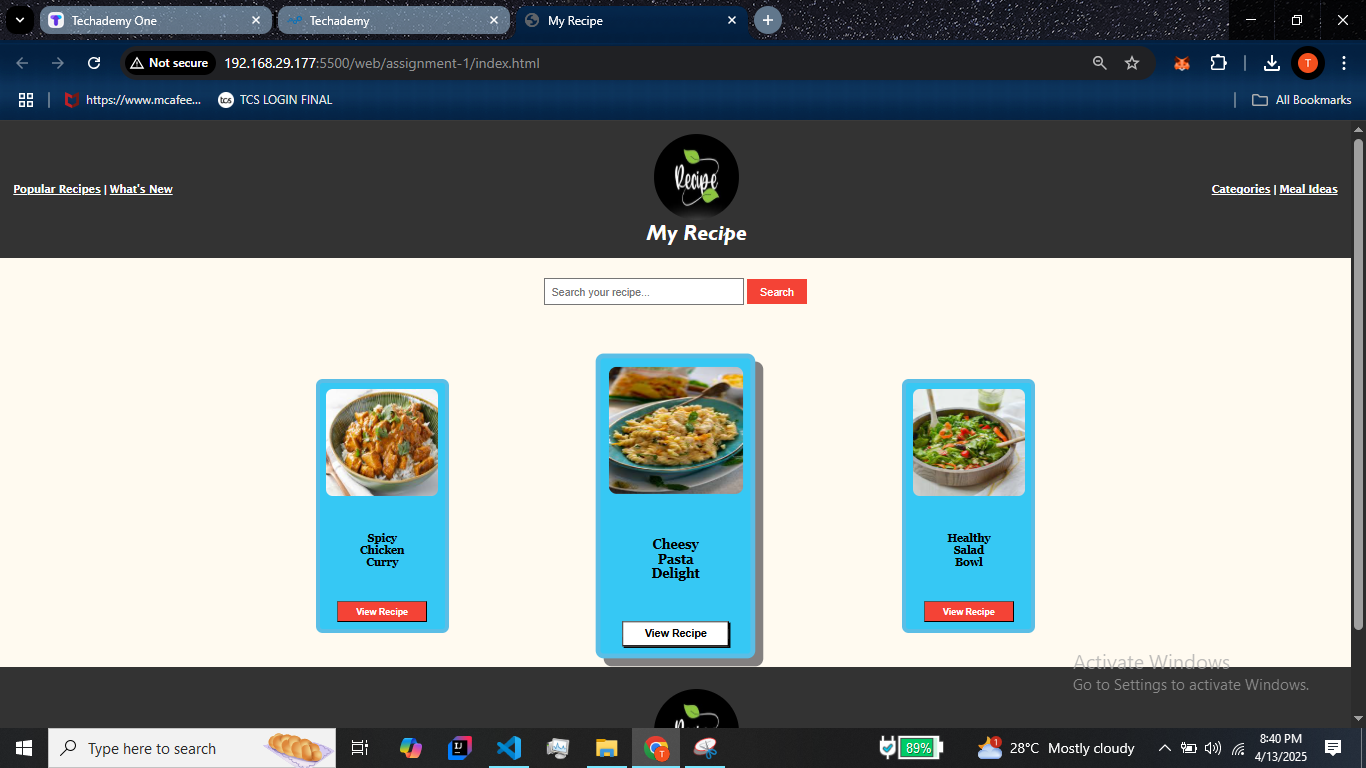 Techademy One
Techademy
My Recipe
Not secure
192.168.29.177:5500/web/assignment-1/index.html
T
https://www.mcafee...
tcs
TCS LOGIN FINAL
All Bookmarks
Recipe
My Recipe
Popular Recipes | What's New
Categories | Meal Ideas
Search your recipe...
Search
Spicy
Chicken
Curry
View Recipe
Cheesy
Pasta
Delight
View Recipe
Healthy
Salad
Bowl
View Recipe
Activate Windows
Go to Settings to activate Windows.
Type here to search
IJ
T
89%
1
28°C Mostly cloudy
8:40 PM
4/13/2025